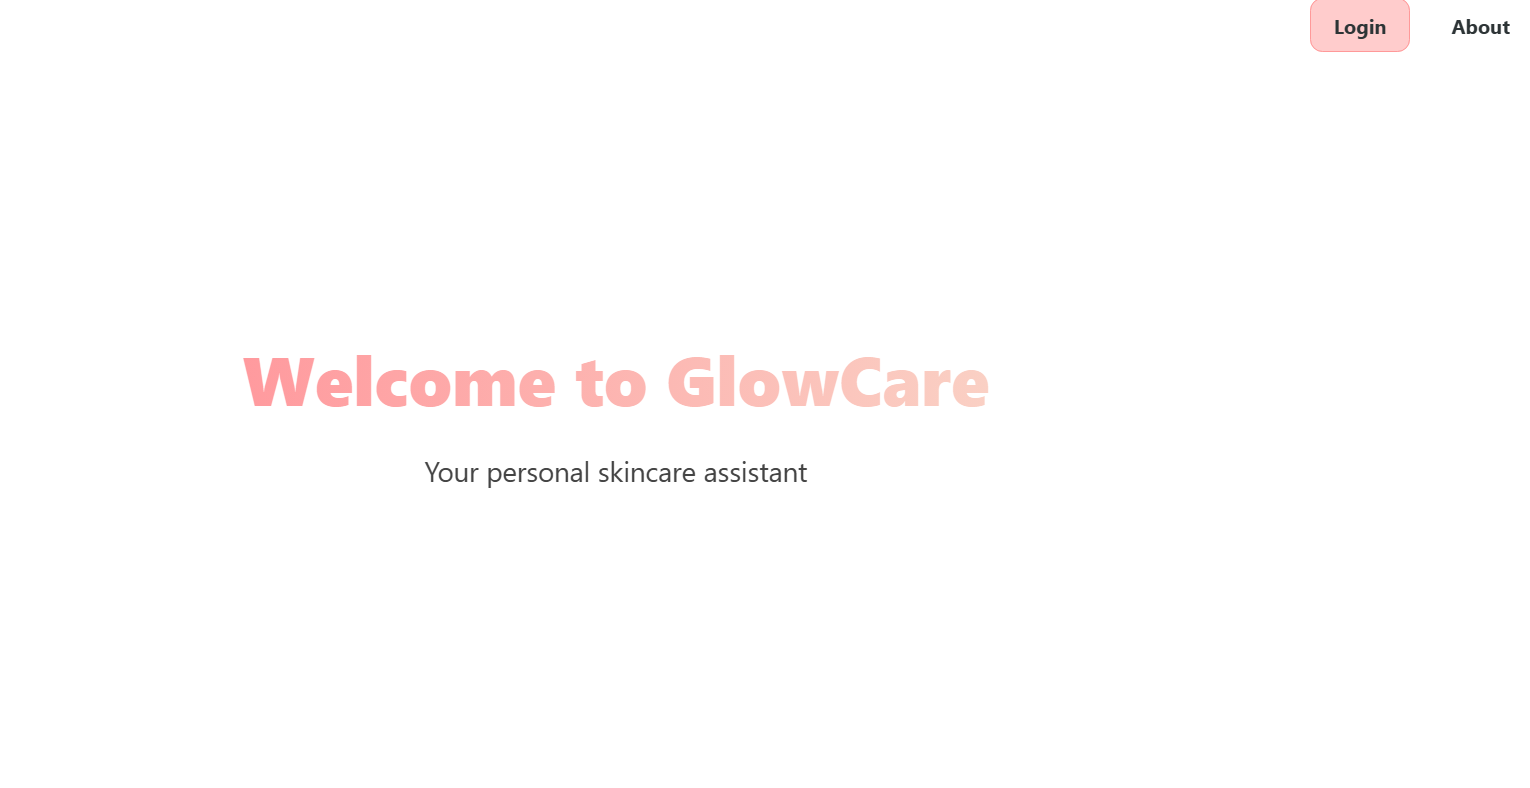 Login About
Welcome to GlowCare
Your personal skincare assistant